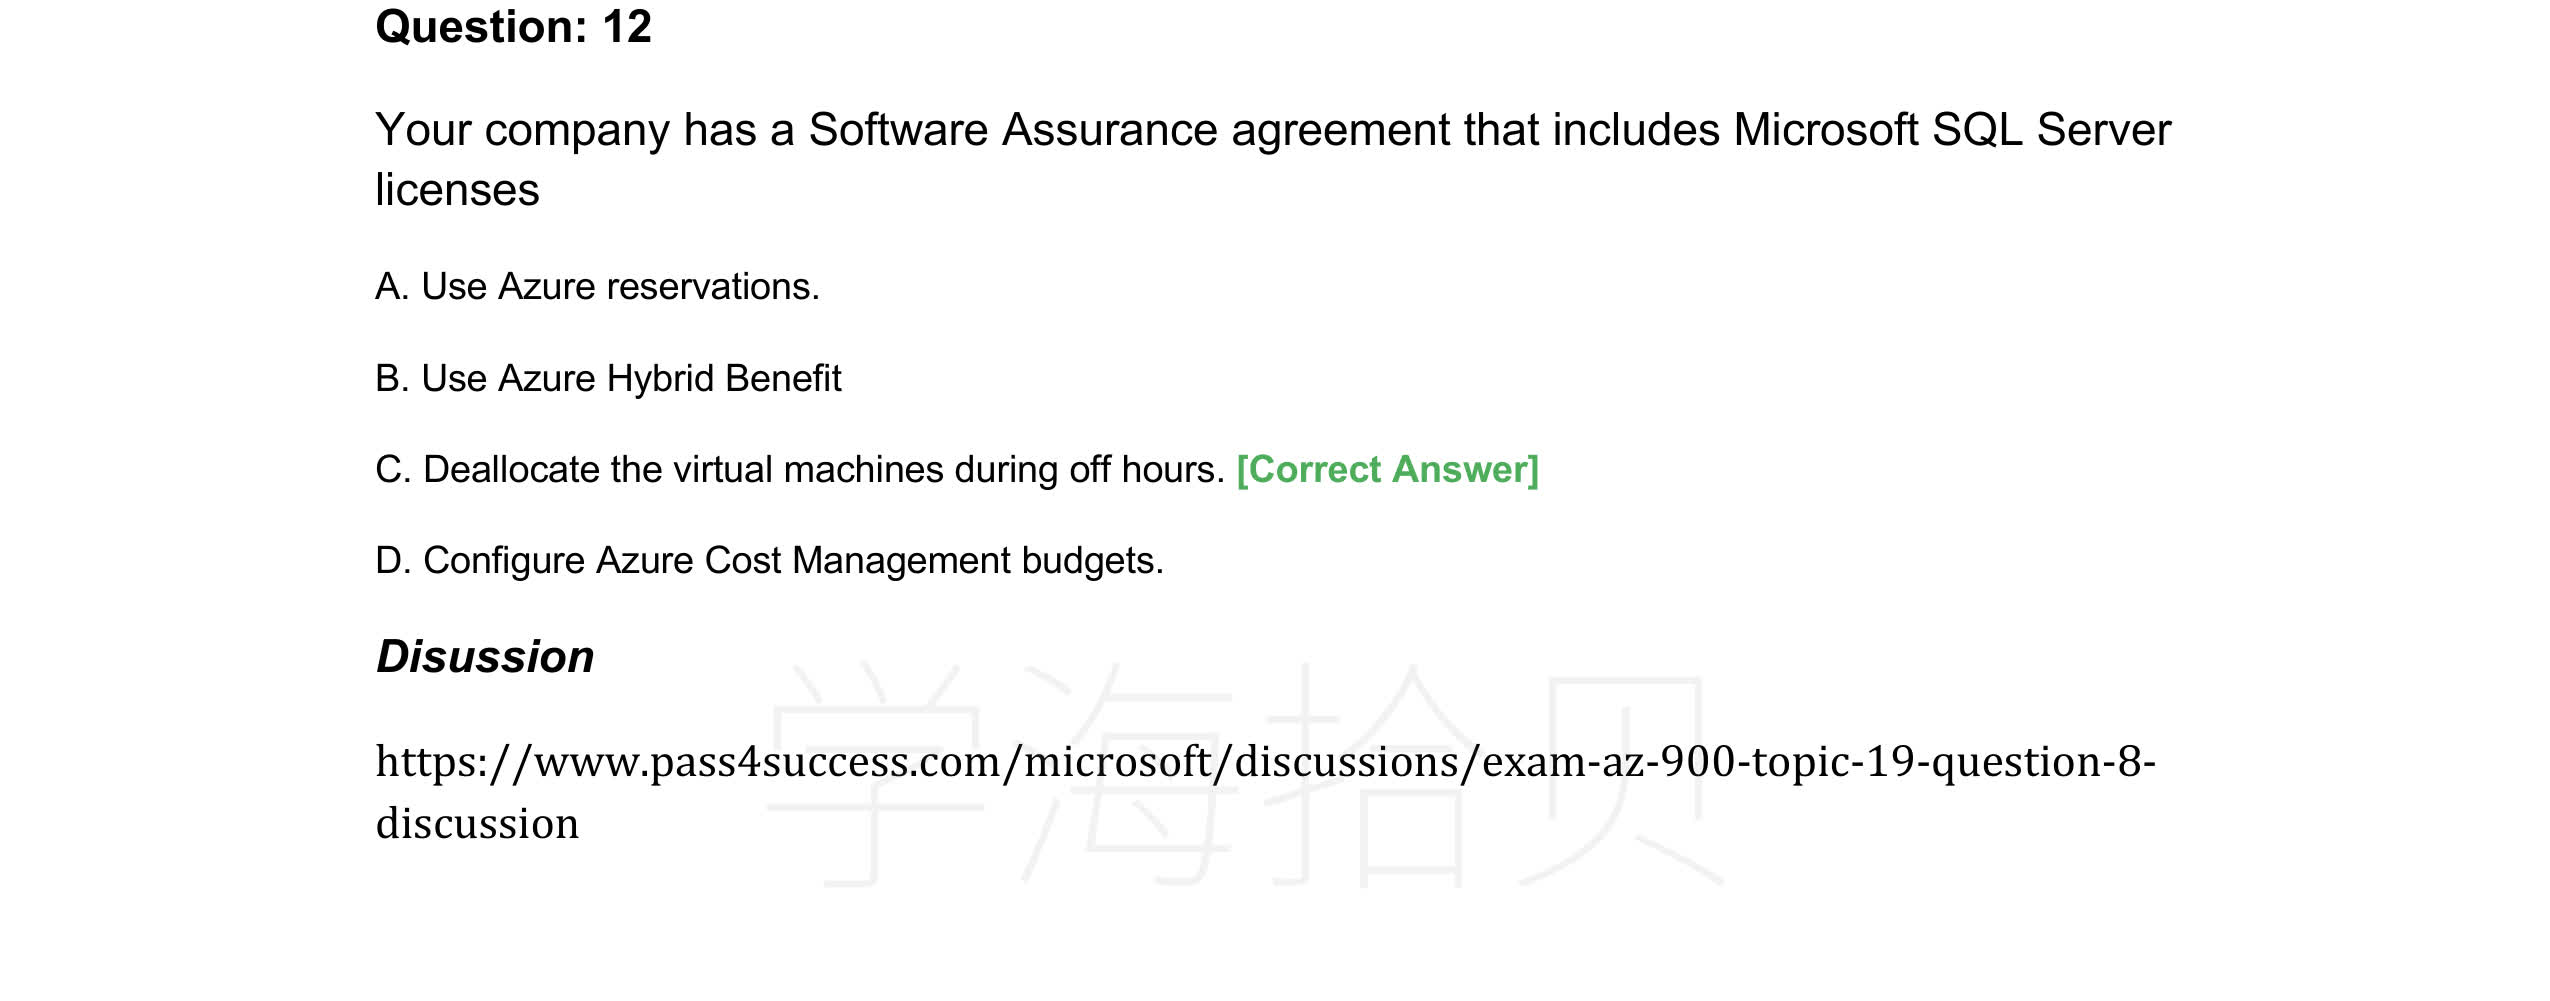 Question: 12
Your company has a Software Assurance agreement that includes Microsoft SQL Server
licenses
A. Use Azure reservations.
B. Use Azure Hybrid Benefit
C. Deallocate the virtual machines during off hours. [Correct Answer]
D. Configure Azure Cost Management budgets.
Disussion
学海拾贝
https://www.pass4success.com/microsoft/discussions/exam-az-900-topic-19-question-8-
discussion